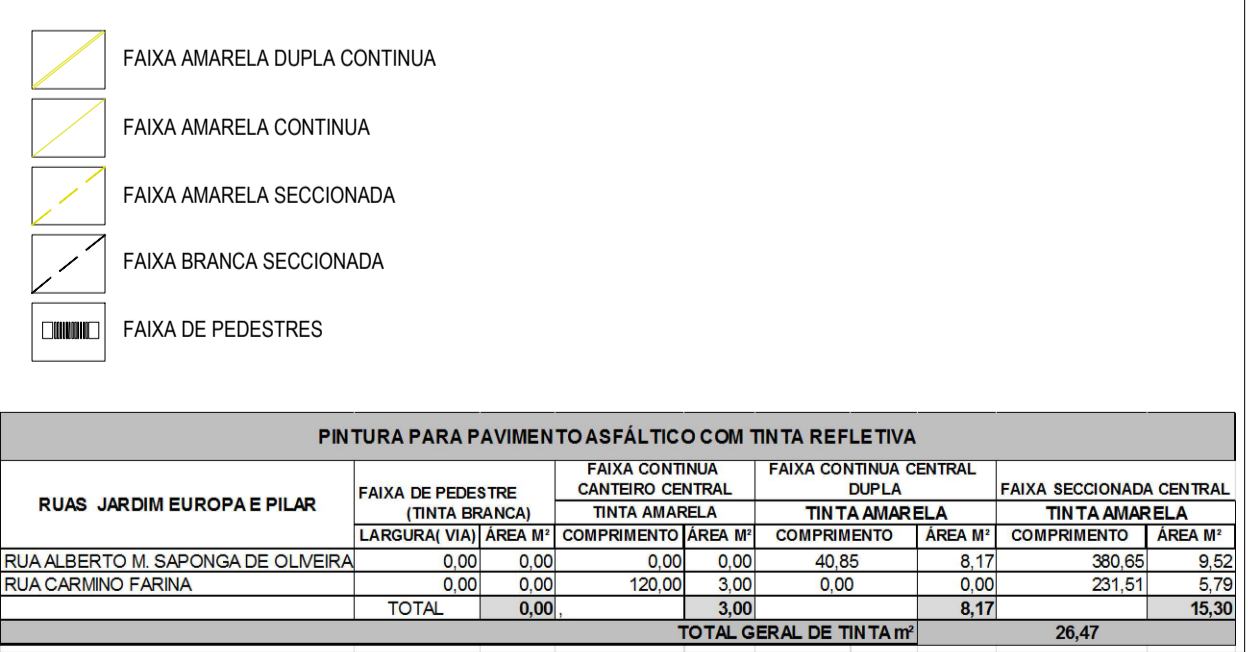 FAIXA AMARELA DUPLA CONTINUA
FAIXA AMARELA CONTINUA
FAIXA AMARELA SECCIONADA
FAIXA BRANCA SECCIONADA
FAIXA DE PEDESTRES
PINTURA PARA PAVIMENTO ASFÁLTICO COM TINTA REFLETIVA
RUAS JARDIM EUROPA E PILAR
FAIXA DE PEDESTRE
(TINTA BRANCA)
FAIXA CONTINUA
CANTEIRO CENTRAL
TINTA AMARELA
FAIXA CONTINUA CENTRAL
DUPLA
TINTA AMARELA
FAIXA SECCIONADA CENTRAL
TINTA AMARELA
LARGURA( VIA) ÁREA M² COMPRIMENTO ÁREA M² COMPRIMENTO ÁREA M² COMPRIMENTO ÁREA M²
RUA ALBERTO M. SAPONGA DE OLIVEIRA 0,00 0,00 0,00 0,00 40,85 8,17 380,65 9,52
RUA CARMINO FARINA 0,00 0,00 120,00 3,00 0,00 0,00 231,51 5,79
TOTAL 0,00 , 3,00 8,17 15,30
TOTAL GERAL DE TINTA m² 26,47